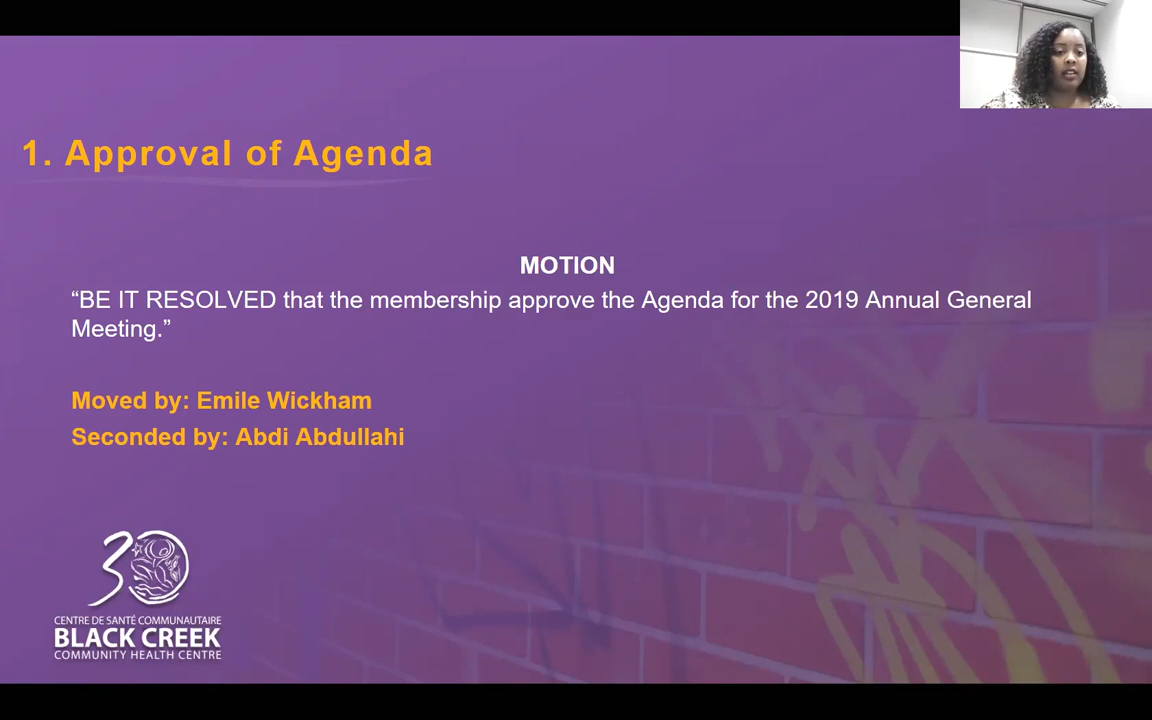 1. Approval of Agenda
MOTION
“BE IT RESOLVED that the membership approve the Agenda for the 2019 Annual General
Meeting.”
Moved by: Emile Wickham
Seconded by: Abdi Abdullahi
30
CENTRE DE SANTÉ COMMUNAUTAIRE
BLACK CREEK
COMMUNITY HEALTH CENTRE